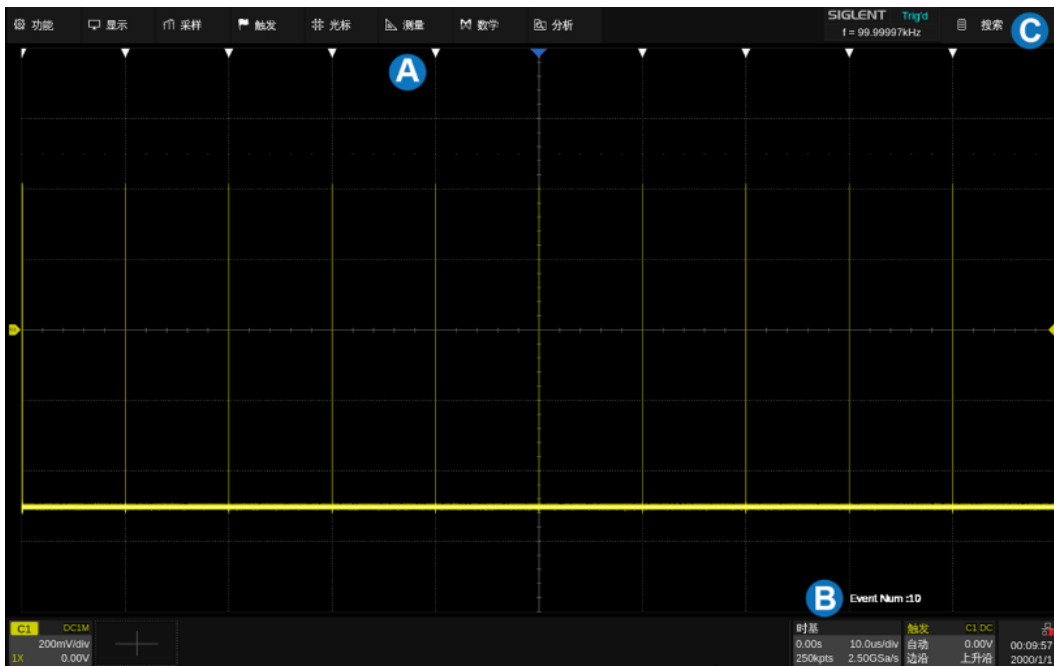 功能 显示 采样 触发 光标 测量 数学 分析 SIGLENT Trig'd 搜索 C
f = 99.99997kHz
A
B Event Num :10
C1 DC1M 时基 触发 C1 DC
200mV/div 0.00s 10.0us/div 自动 0.00V 00:09:57
1X 0.00V 250kpts 2.50GSa/s 边沿 上升沿 2000/1/1